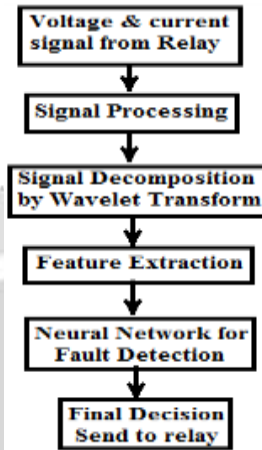 Voltage & current
signal from Relay
Signal Processing
Signal Decomposition
by Wavelet Transform
Feature Extraction
Neural Network for
Fault Detection
Final Decision
Send to relay